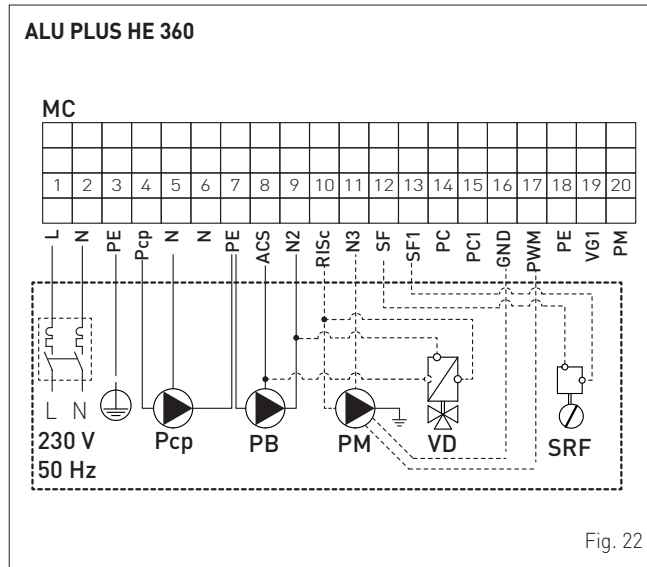 ALU PLUS HE 360
MC
1 2 3 4 5 6 7 8 9 10 11 12 13 14 15 16 17 18 19 20
L N PE Pcp N N PE ACS N2 RISc N3 SF SF1 PC PC1 GND PWM PE VG1 PM
L N
230 V
50 Hz
Pcp PB PM VD SRF
Fig. 22